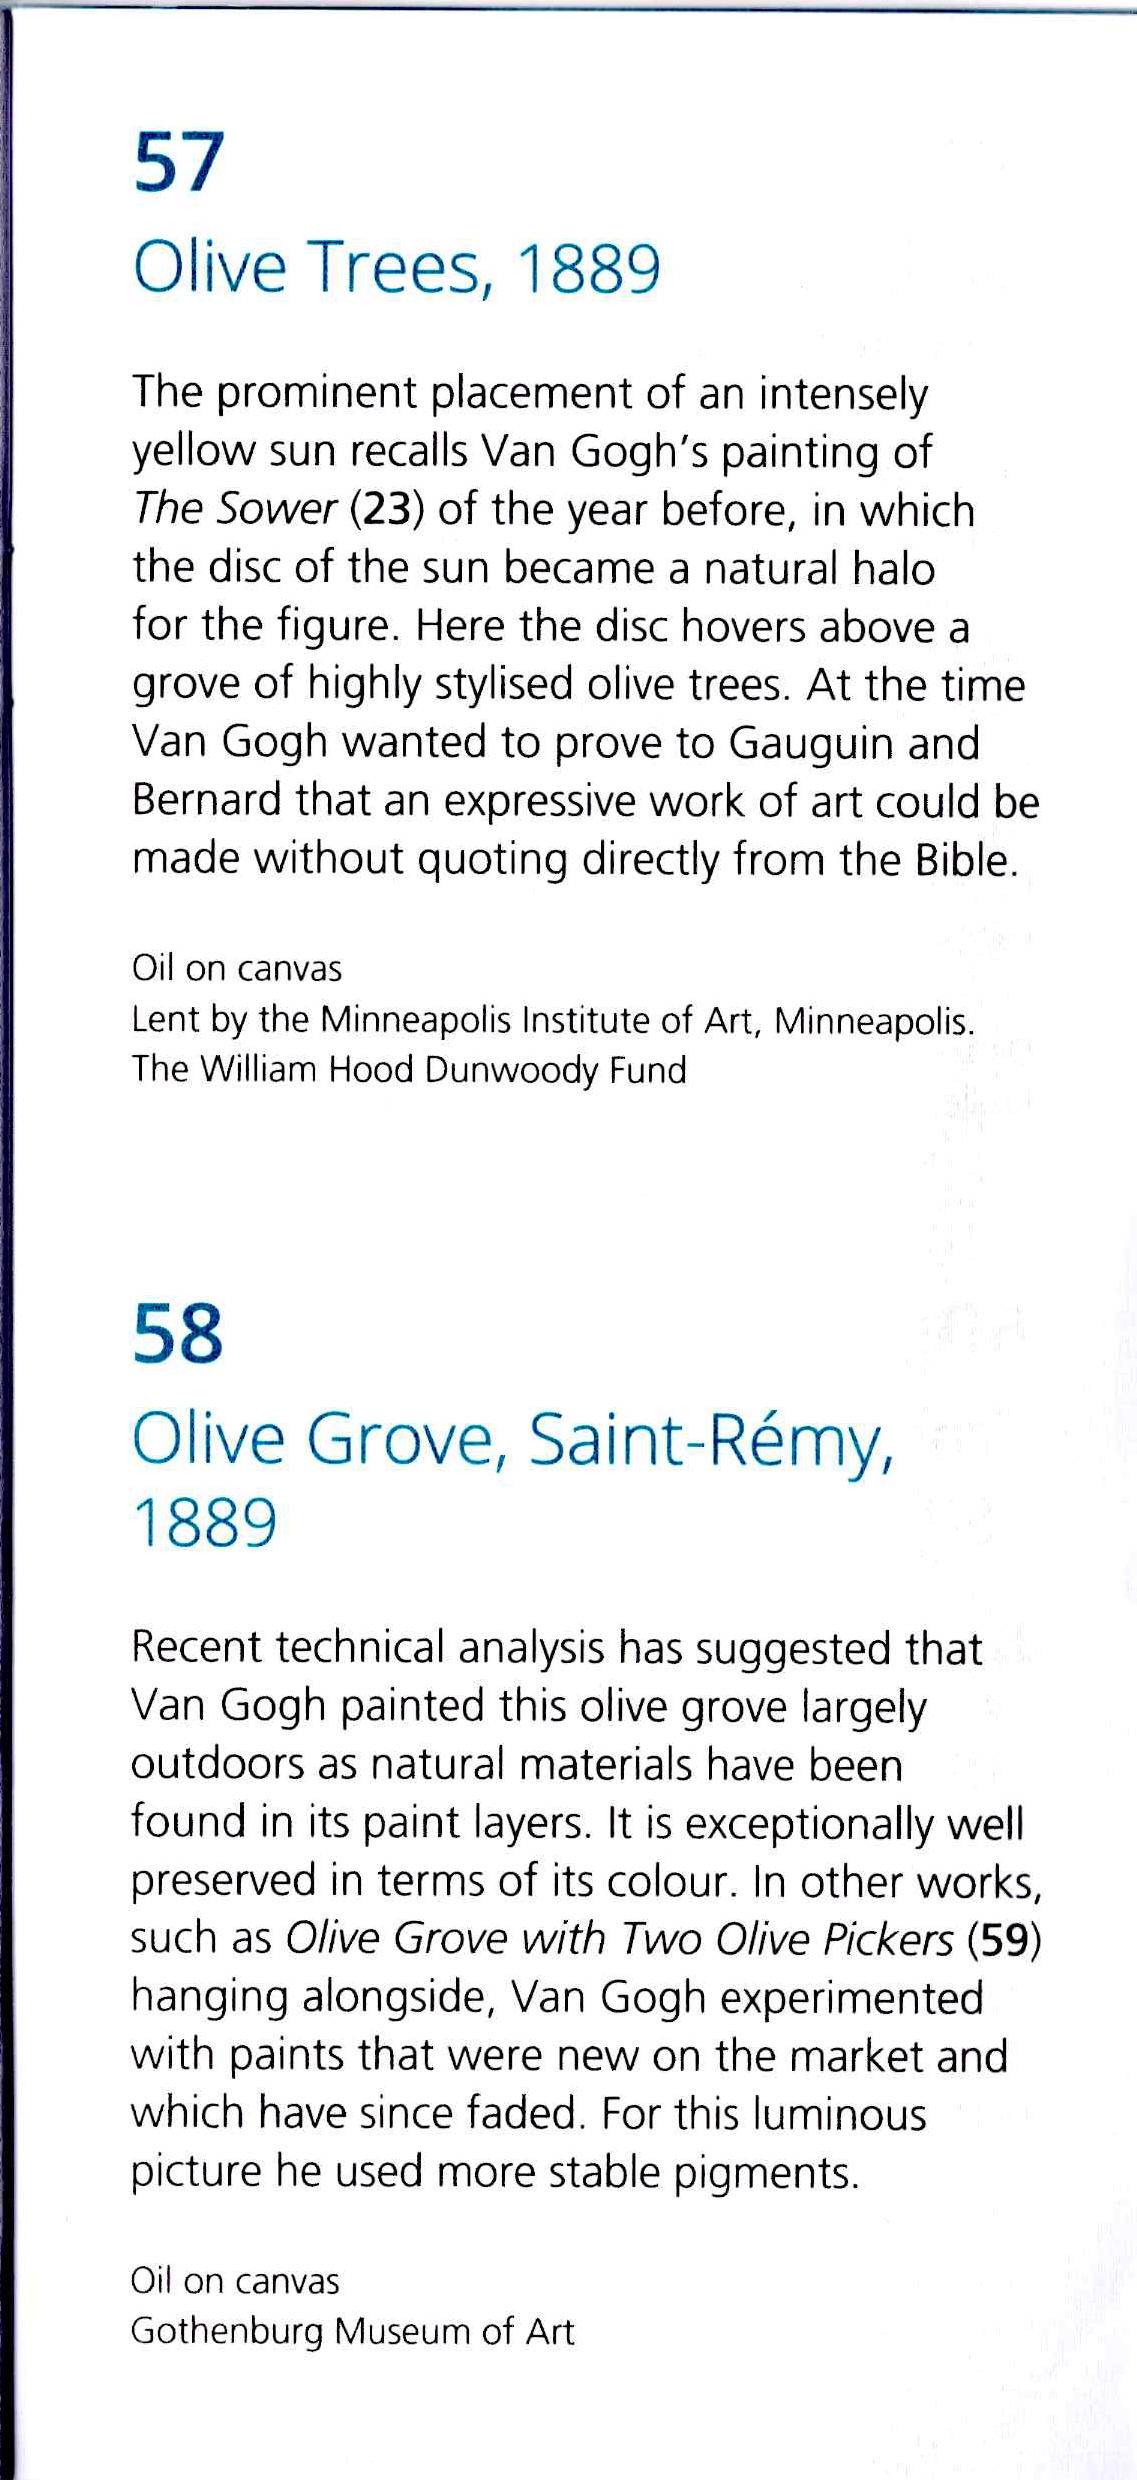 57
Olive Trees, 1889
The prominent placement of an intensely
yellow sun recalls Van Gogh's painting of
The Sower (23) of the year before, in which
the disc of the sun became a natural halo
for the figure. Here the disc hovers above a
grove of highly stylised olive trees. At the time
Van Gogh wanted to prove to Gauguin and
Bernard that an expressive work of art could be
made without quoting directly from the Bible.
Oil on canvas
Lent by the Minneapolis Institute of Art, Minneapolis.
The William Hood Dunwoody Fund
58
Olive Grove, Saint-Rémy,
1889
Recent technical analysis has suggested that
Van Gogh painted this olive grove largely
outdoors as natural materials have been
found in its paint layers. It is exceptionally well
preserved in terms of its colour. In other works,
such as Olive Grove with Two Olive Pickers (59)
hanging alongside, Van Gogh experimented
with paints that were new on the market and
which have since faded. For this luminous
picture he used more stable pigments.
Oil on canvas
Gothenburg Museum of Art